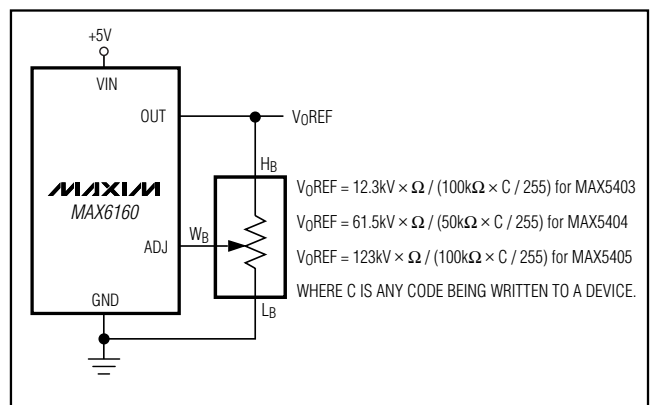 +5V
VIN
OUT
V0REF
HB
MAXIM
MAX6160
ADJ
WB
GND
LB
V0REF = 12.3kV × Ω / (100kΩ × C / 255) for MAX5403
V0REF = 61.5kV × Ω / (50kΩ × C / 255) for MAX5404
V0REF = 123kV × Ω / (100kΩ × C / 255) for MAX5405
WHERE C IS ANY CODE BEING WRITTEN TO A DEVICE.